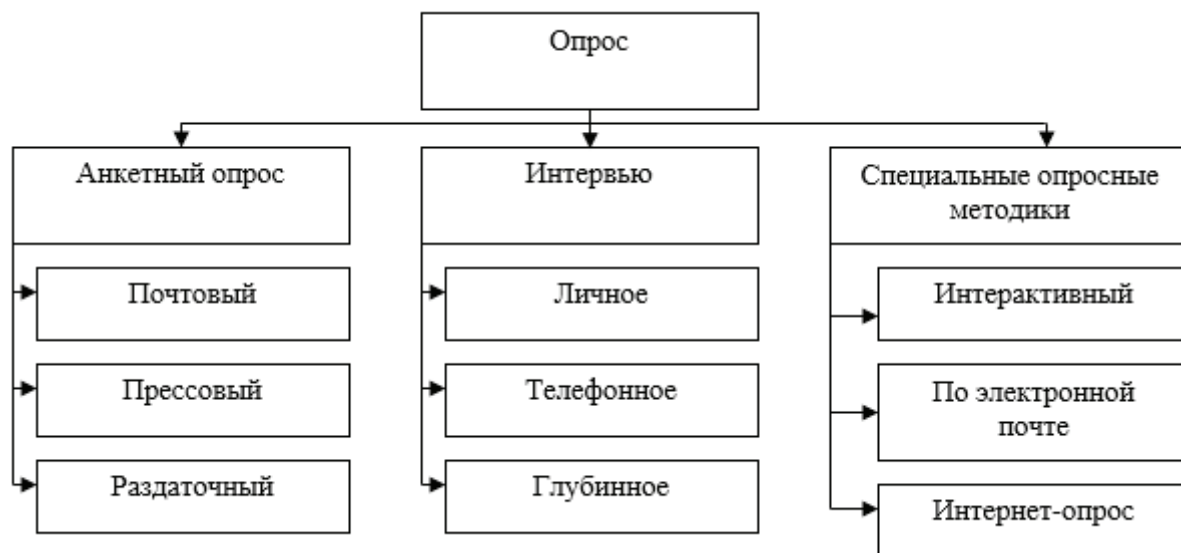 Опрос
Анкетный опрос
Почтовый
Прессовый
Раздаточный
Интервью
Личное
Телефонное
Глубинное
Специальные опросные
методики
Интерактивный
По электронной
почте
Интернет-опрос